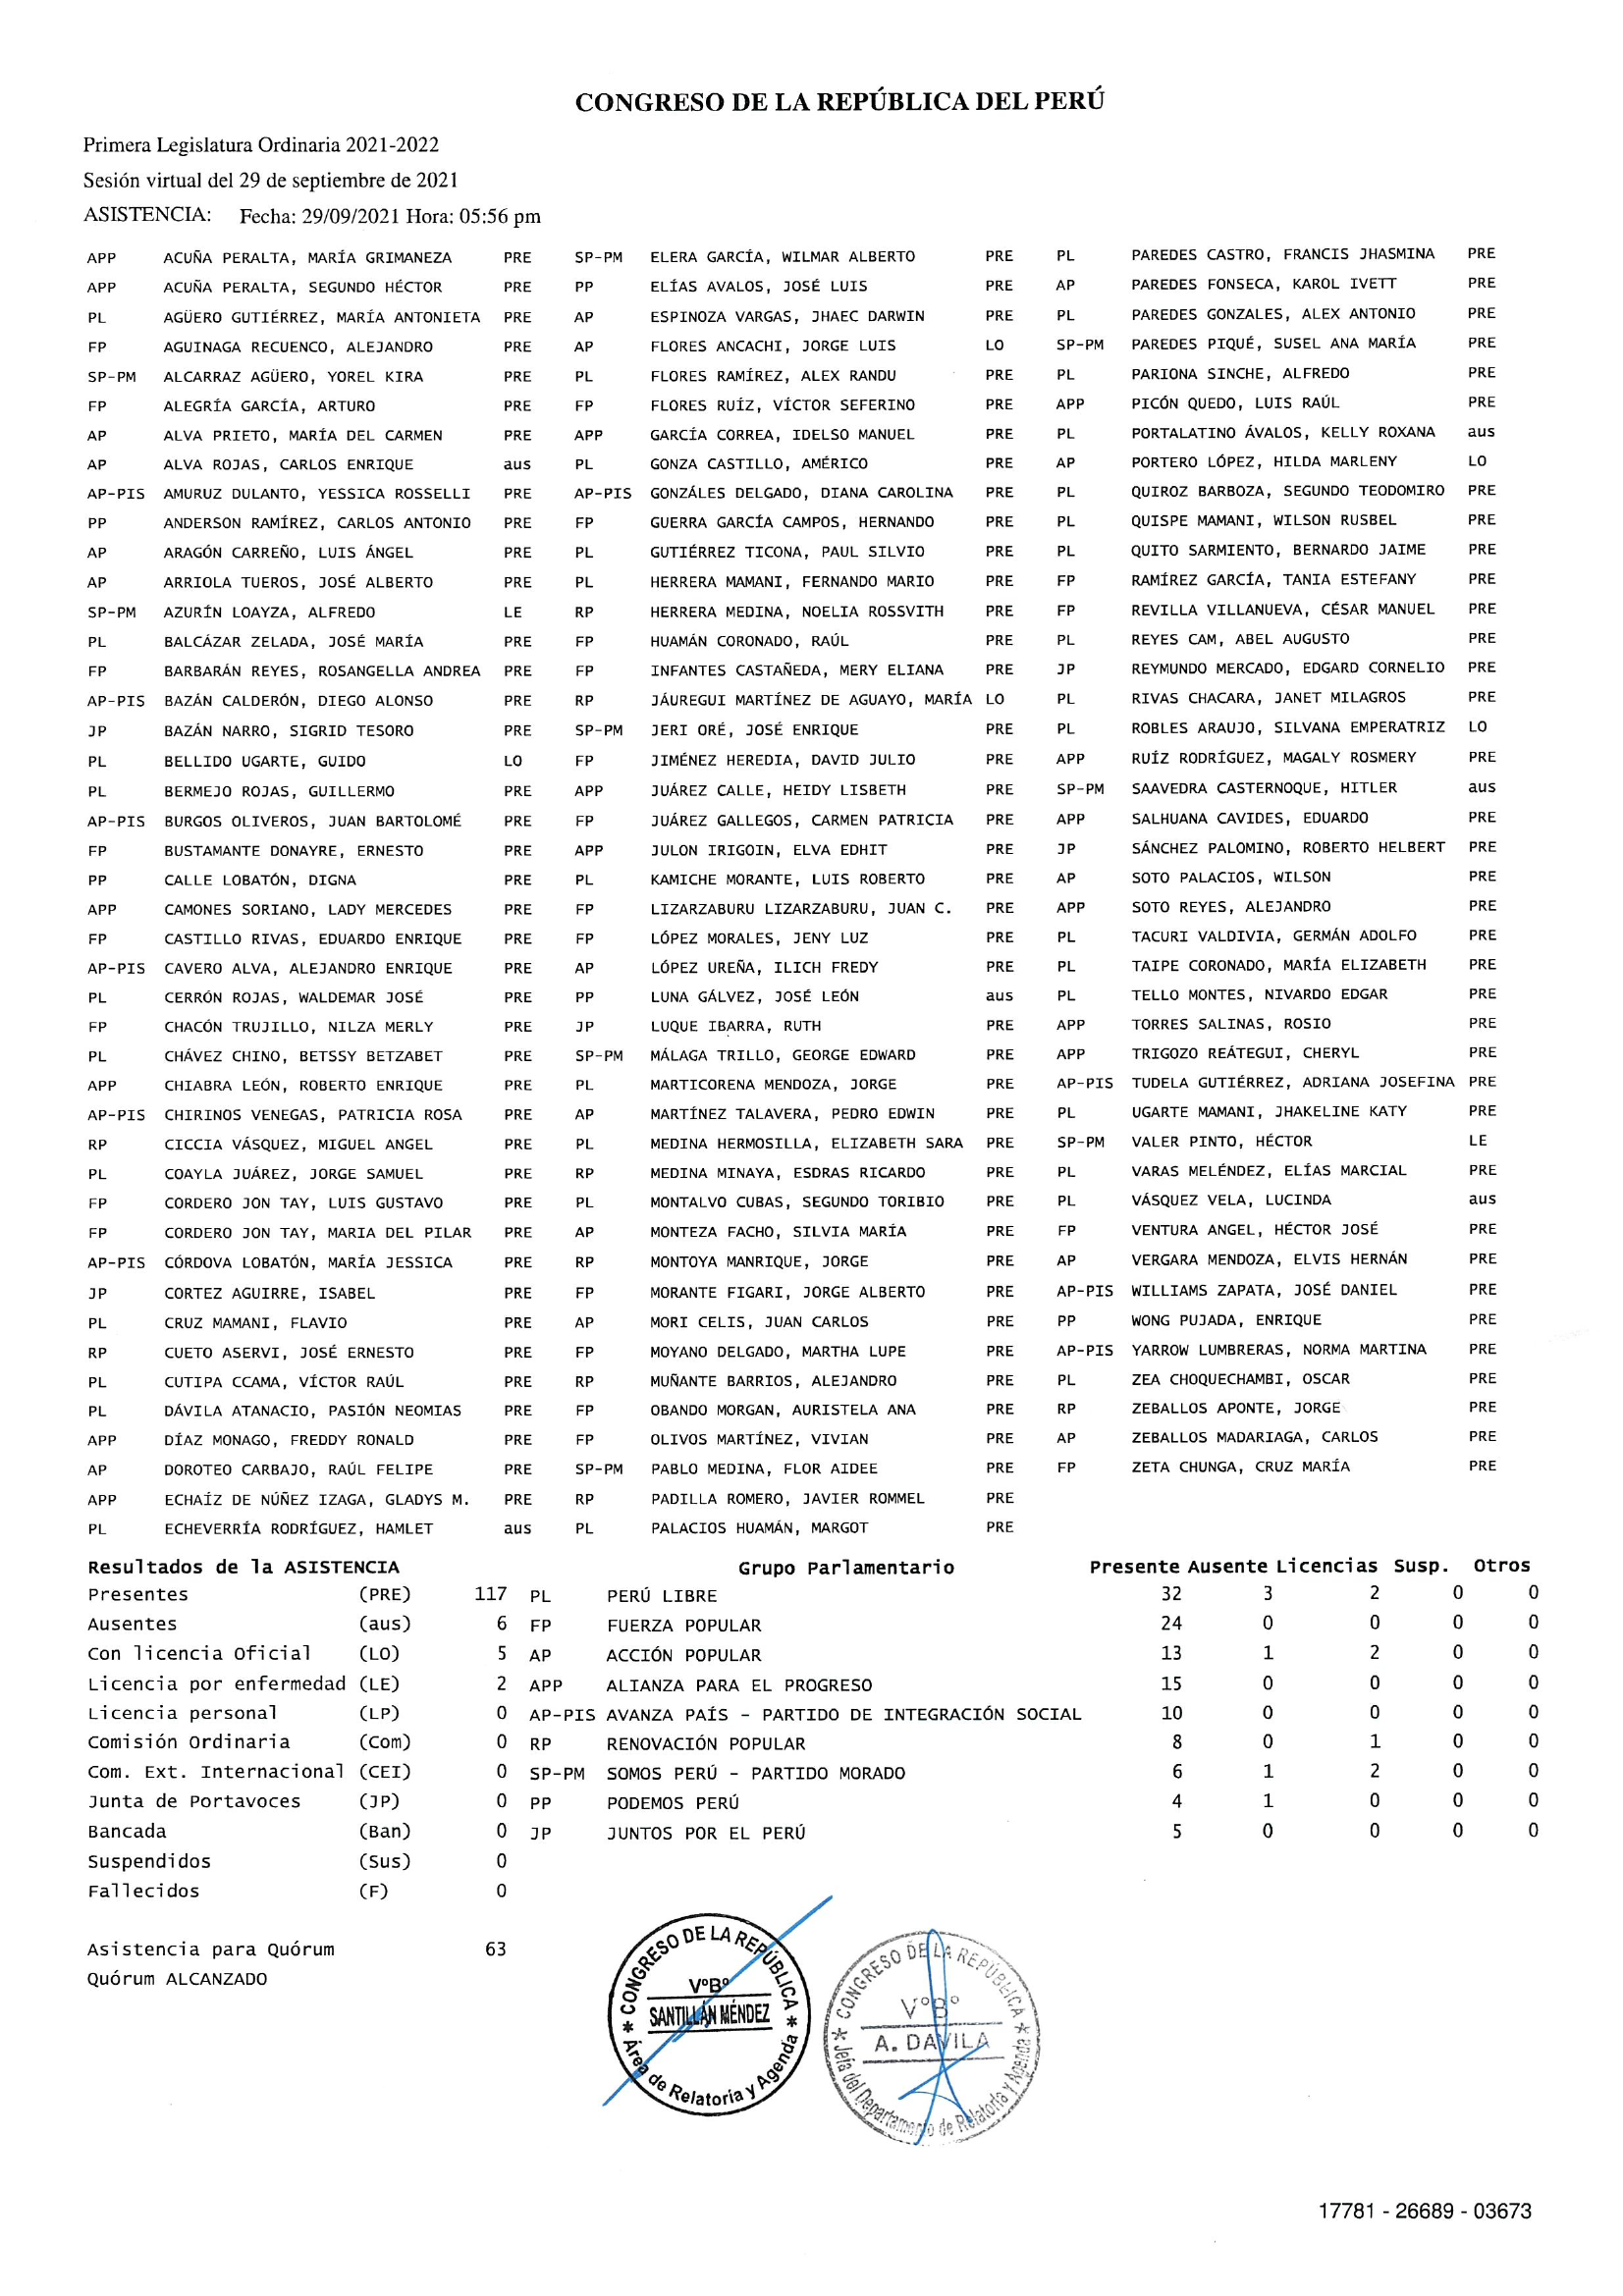 CONGRESO DE LA REPÚBLICA DEL PERÚ
Primera Legislatura Ordinaria 2021-2022
Sesión virtual del 29 de septiembre de 2021
ASISTENCIA: Fecha: 29/09/2021 Hora: 05:56 pm
APP ACUÑA PERALTA, MARÍA GRIMANEZA PRE SP-PM ELERA GARCÍA, WILMAR ALBERTO PRE PL PAREDES CASTRO, FRANCIS JHASMINA PRE
APP ACUÑA PERALTA, SEGUNDO HÉCTOR PRE PP ELÍAS AVALOS, JOSÉ LUIS PRE AP PAREDES FONSECA, KAROL IVETT PRE
PL AGÜERO GUTIÉRREZ, MARÍA ANTONIETA PRE AP ESPINOZA VARGAS, JHAEC DARWIN PRE PL PAREDES GONZALES, ALEX ANTONIO PRE
FP AGUINAGA RECUENCO, ALEJANDRO PRE AP FLORES ANCACHI, JORGE LUIS LO SP-PM PAREDES PIQUÉ, SUSEL ANA MARÍA PRE
SP-PM ALCARRAZ AGÜERO, YOREL KIRA PRE PL FLORES RAMÍREZ, ALEX RANDU PRE PL PARIONA SINCHE, ALFREDO PRE
FP ALEGRÍA GARCÍA, ARTURO PRE FP FLORES RUÍZ, VÍCTOR SEFERINO PRE APP PICÓN QUEDO, LUIS RAÚL PRE
AP ALVA PRIETO, MARÍA DEL CARMEN PRE APP GARCÍA CORREA, IDELSO MANUEL PRE PL PORTALATINO ÁVALOS, KELLY ROXANA aus
AP ALVA ROJAS, CARLOS ENRIQUE aus PL GONZA CASTILLO, AMÉRICO PRE AP PORTERO LÓPEZ, HILDA MARLENY LO
AP-PIS AMURUZ DULANTO, YESSICA ROSSELLI PRE AP-PIS GONZÁLES DELGADO, DIANA CAROLINA PRE PL QUIROZ BARBOZA, SEGUNDO TEODOMIRO PRE
PP ANDERSON RAMÍREZ, CARLOS ANTONIO PRE FP GUERRA GARCÍA CAMPOS, HERNANDO PRE PL QUISPE MAMANI, WILSON RUSBEL PRE
AP ARAGÓN CARREÑO, LUIS ÁNGEL PRE PL GUTIÉRREZ TICONA, PAUL SILVIO PRE PL QUITO SARMIENTO, BERNARDO JAIME PRE
AP ARRIOLA TUEROS, JOSÉ ALBERTO PRE PL HERRERA MAMANI, FERNANDO MARIO PRE FP RAMÍREZ GARCÍA, TANIA ESTEFANY PRE
SP-PM AZURÍN LOAYZA, ALFREDO LE RP HERRERA MEDINA, NOELIA ROSSVITH PRE FP REVILLA VILLANUEVA, CÉSAR MANUEL PRE
PL BALCÁZAR ZELADA, JOSÉ MARÍA PRE FP HUAMÁN CORONADO, RAÚL PRE PL REYES CAM, ABEL AUGUSTO PRE
FP BARBARÁN REYES, ROSANGELLA ANDREA PRE FP INFANTES CASTAÑEDA, MERY ELIANA PRE JP REYMUNDO MERCADO, EDGARD CORNELIO PRE
AP-PIS BAZÁN CALDERÓN, DIEGO ALONSO PRE RP JÁUREGUI MARTÍNEZ DE AGUAYO, MARÍA LO PL RIVAS CHACARA, JANET MILAGROS PRE
JP BAZÁN NARRO, SIGRID TESORO PRE SP-PM JERI ORÉ, JOSÉ ENRIQUE PRE PL ROBLES ARAUJO, SILVANA EMPERATRIZ LO
PL BELLIDO UGARTE, GUIDO LO FP JIMÉNEZ HEREDIA, DAVID JULIO PRE APP RUÍZ RODRÍGUEZ, MAGALY ROSMERY PRE
PL BERMEJO ROJAS, GUILLERMO PRE APP JUÁREZ CALLE, HEIDY LISBETH PRE SP-PM SAAVEDRA CASTERNOQUE, HITLER aus
AP-PIS BURGOS OLIVEROS, JUAN BARTOLOMÉ PRE FP JUÁREZ GALLEGOS, CARMEN PATRICIA PRE APP SALHUANA CAVIDES, EDUARDO PRE
FP BUSTAMANTE DONAYRE, ERNESTO PRE APP JULON IRIGOIN, ELVA EDHIT PRE JP SÁNCHEZ PALOMINO, ROBERTO HELBERT PRE
PP CALLE LOBATÓN, DIGNA PRE PL KAMICHE MORANTE, LUIS ROBERTO PRE AP SOTO PALACIOS, WILSON PRE
APP CAMONES SORIANO, LADY MERCEDES PRE FP LIZARZABURU LIZARZABURU, JUAN C. PRE APP SOTO REYES, ALEJANDRO PRE
FP CASTILLO RIVAS, EDUARDO ENRIQUE PRE FP LÓPEZ MORALES, JENY LUZ PRE PL TACURI VALDIVIA, GERMÁN ADOLFO PRE
AP-PIS CAVERO ALVA, ALEJANDRO ENRIQUE PRE AP LÓPEZ UREÑA, ILICH FREDY PRE PL TAIPE CORONADO, MARÍA ELIZABETH PRE
PL CERRÓN ROJAS, WALDEMAR JOSÉ PRE PP LUNA GÁLVEZ, JOSÉ LEÓN aus PL TELLO MONTES, NIVARDO EDGAR PRE
FP CHACÓN TRUJILLO, NILZA MERLY PRE JP LUQUE IBARRA, RUTH PRE APP TORRES SALINAS, ROSIO PRE
PL CHÁVEZ CHINO, BETSSY BETZABET PRE SP-PM MÁLAGA TRILLO, GEORGE EDWARD PRE APP TRIGOZO REÁTEGUI, CHERYL PRE
APP CHIABRA LEÓN, ROBERTO ENRIQUE PRE PL MARTICORENA MENDOZA, JORGE PRE AP-PIS TUDELA GUTIÉRREZ, ADRIANA JOSEFINA PRE
AP-PIS CHIRINOS VENEGAS, PATRICIA ROSA PRE AP MARTÍNEZ TALAVERA, PEDRO EDWIN PRE PL UGARTE MAMANI, JHAKELINE KATY PRE
RP CICCIA VÁSQUEZ, MIGUEL ANGEL PRE PL MEDINA HERMOSILLA, ELIZABETH SARA PRE SP-PM VALER PINTO, HÉCTOR LE
PL COAYLA JUÁREZ, JORGE SAMUEL PRE RP MEDINA MINAYA, ESDRAS RICARDO PRE PL VARAS MELÉNDEZ, ELÍAS MARCIAL PRE
FP CORDERO JON TAY, LUIS GUSTAVO PRE PL MONTALVO CUBAS, SEGUNDO TORIBIO PRE PL VÁSQUEZ VELA, LUCINDA aus
FP CORDERO JON TAY, MARIA DEL PILAR PRE AP MONTEZA FACHO, SILVIA MARÍA PRE FP VENTURA ANGEL, HÉCTOR JOSÉ PRE
AP-PIS CÓRDOVA LOBATÓN, MARÍA JESSICA PRE RP MONTOYA MANRIQUE, JORGE PRE AP VERGARA MENDOZA, ELVIS HERNÁN PRE
JP CORTEZ AGUIRRE, ISABEL PRE FP MORANTE FIGARI, JORGE ALBERTO PRE AP-PIS WILLIAMS ZAPATA, JOSÉ DANIEL PRE
PL CRUZ MAMANI, FLAVIO PRE AP MORI CELIS, JUAN CARLOS PRE PP WONG PUJADA, ENRIQUE PRE
RP CUETO ASERVI, JOSÉ ERNESTO PRE FP MOYANO DELGADO, MARTHA LUPE PRE AP-PIS YARROW LUMBRERAS, NORMA MARTINA PRE
PL CUTIPA CCAMA, VÍCTOR RAÚL PRE RP MUÑANTE BARRIOS, ALEJANDRO PRE PL ZEA CHOQUECHAMBI, OSCAR PRE
PL DÁVILA ATANACIO, PASIÓN NEOMIAS PRE FP OBANDO MORGAN, AURISTELA ANA PRE RP ZEBALLOS APONTE, JORGE PRE
APP DÍAZ MONAGO, FREDDY RONALD PRE FP OLIVOS MARTÍNEZ, VIVIAN PRE AP ZEBALLOS MADARIAGA, CARLOS PRE
AP DOROTEO CARBAJO, RAÚL FELIPE PRE SP-PM PABLO MEDINA, FLOR AIDEE PRE FP ZETA CHUNGA, CRUZ MARÍA PRE
APP ECHAÍZ DE NÚÑEZ IZAGA, GLADYS M. PRE RP PADILLA ROMERO, JAVIER ROMMEL PRE
PL ECHEVERRÍA RODRÍGUEZ, HAMLET aus PL PALACIOS HUAMÁN, MARGOT PRE
Resultados de la ASISTENCIA Grupo Parlamentario Presente Ausente Licencias Susp. Otros
Presentes (PRE) 117 PL PERÚ LIBRE 32 3 2 0 0
Ausentes (aus) 6 FP FUERZA POPULAR 24 0 0 0 0
Con licencia Oficial (LO) 5 AP ACCIÓN POPULAR 13 1 2 0 0
Licencia por enfermedad (LE) 2 APP ALIANZA PARA EL PROGRESO 15 0 0 0 0
Licencia personal (LP) 0 AP-PIS AVANZA PAÍS - PARTIDO DE INTEGRACIÓN SOCIAL 10 0 0 0 0
Comisión Ordinaria (Com) 0 RP RENOVACIÓN POPULAR 8 0 1 0 0
Com. Ext. Internacional (CEI) 0 SP-PM SOMOS PERÚ - PARTIDO MORADO 6 1 2 0 0
Junta de Portavoces (JP) 0 PP PODEMOS PERÚ 4 1 0 0 0
Bancada (Ban) 0 JP JUNTOS POR EL PERÚ 5 0 0 0 0
Suspendidos (Sus) 0
Fallecidos (F) 0
Asistencia para Quórum 63
Quórum ALCANZADO
CONGRESO DE LA REPÚBLICA
VºBº
SANTILLÁN MÉNDEZ
Área de Relatoría y Agenda
CONGRESO DE LA REPÚBLICA
VºBº
A. DAVILA
Jefa del Departamento de Relatoría y Agenda
17781 - 26689 - 03673